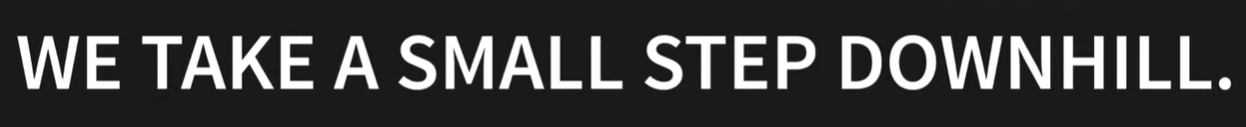 WE TAKE A SMALL STEP DOWNHILL.